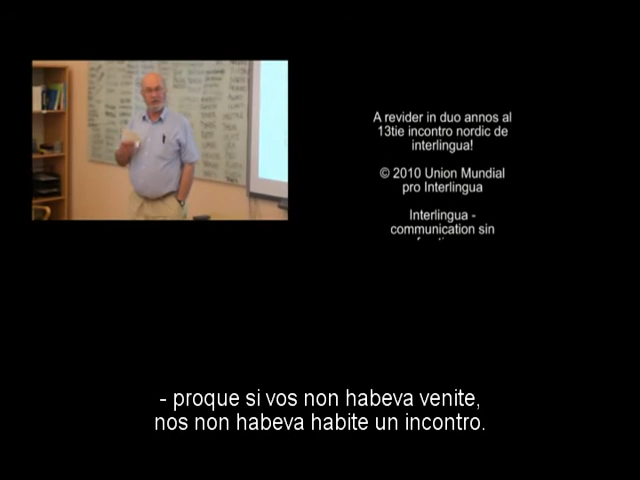 A revider in duo annos al
13tie incontro nordic de
interlingua!
© 2010 Union Mundial
pro Interlingua
Interlingua -
communication sin
- proque si vos non habeva venite,
nos non habeva habite un incontro.